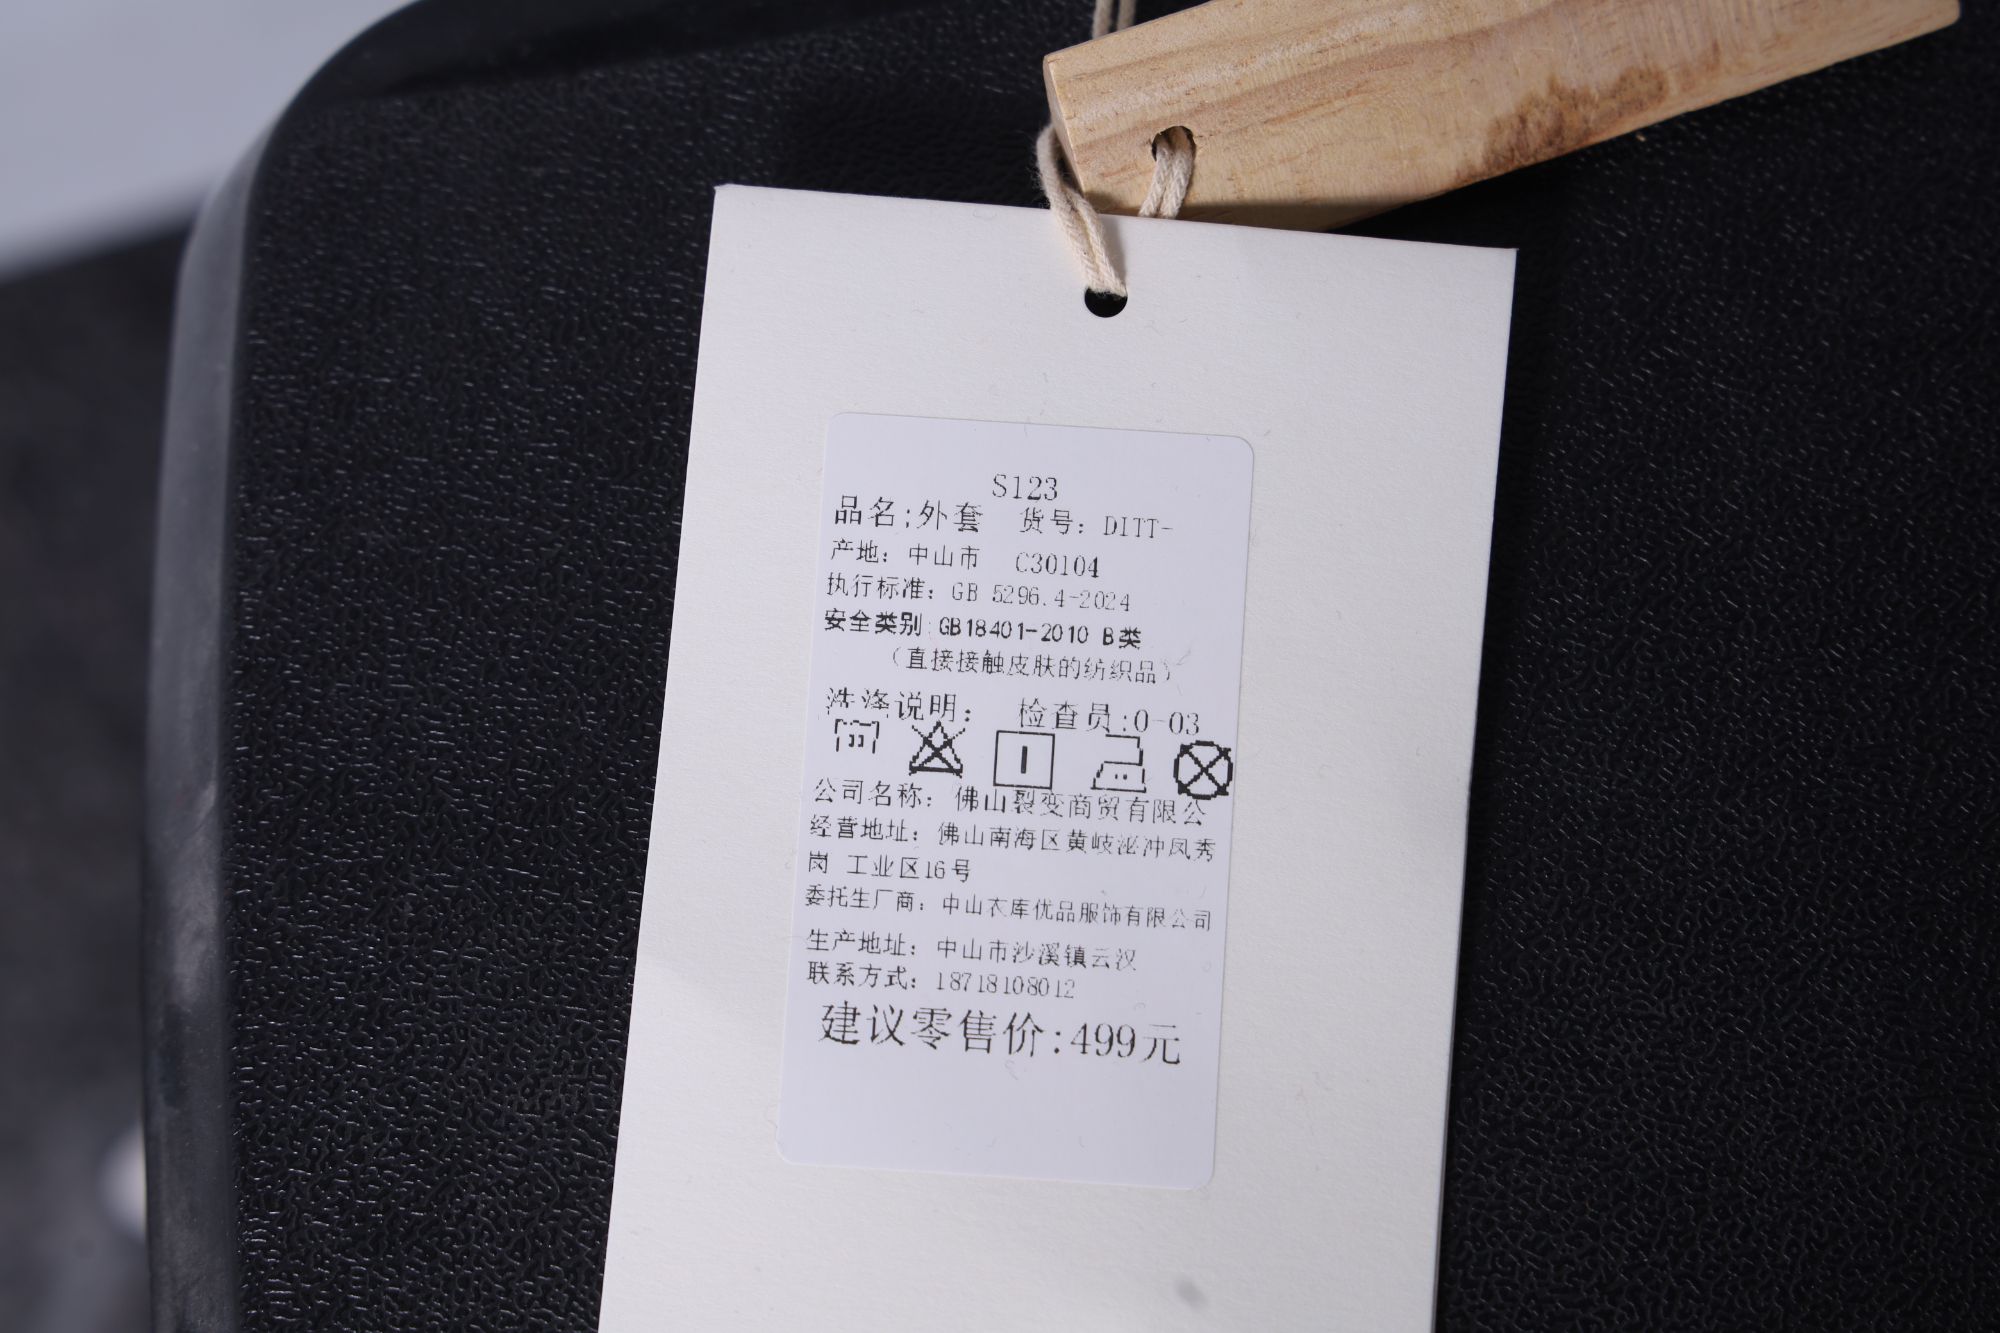 S123
品名;外套 货号: DITT-
产地: 中山市 C30104
执行标准: GB 5296.4-2024
安全类别:GB18401-2010 B类
（直接接触皮肤的纺织品）
洗涤说明: 检查员:0-03
公司名称: 佛山裂变商贸有限公
经营地址: 佛山南海区黄岐泌冲凤秀
岗 工业区16号
委托生厂商: 中山衣库优品服饰有限公司
生产地址: 中山市沙溪镇云汉
联系方式: 18718108012
建议零售价:499元